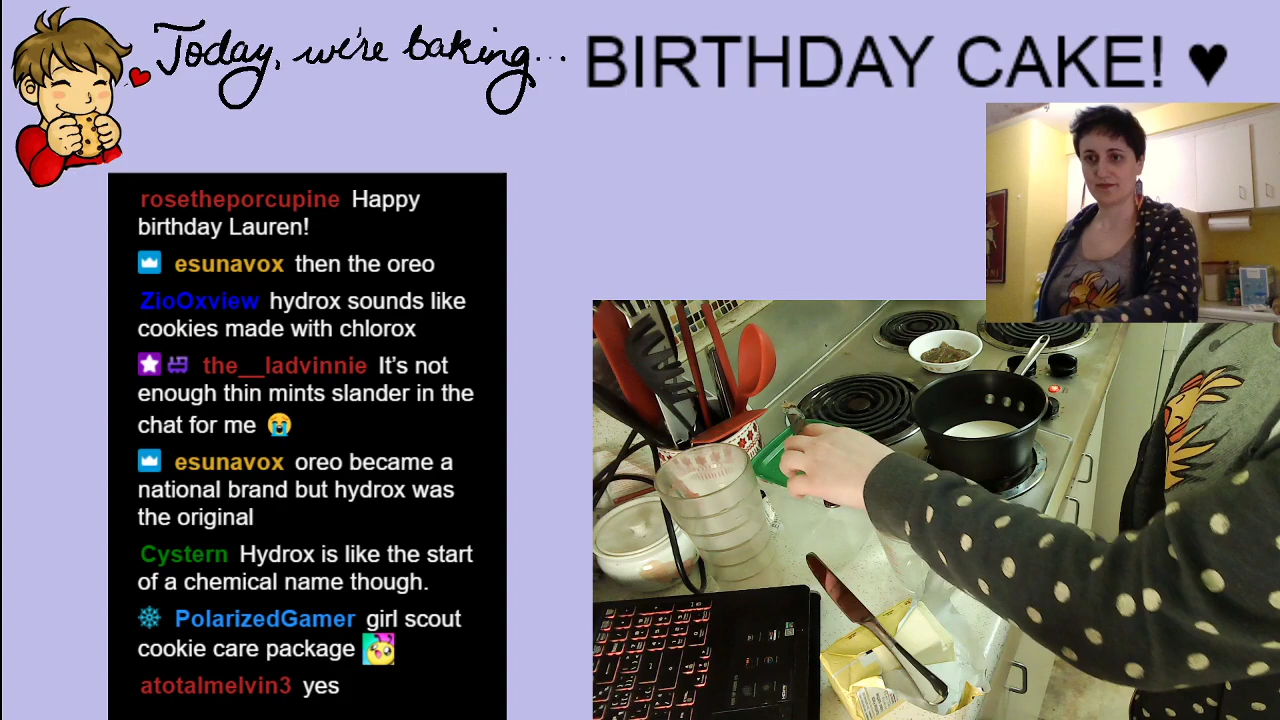 Today, we're baking... BIRTHDAY CAKE! ♥
rosetheporcupine Happy
birthday Lauren!
esunavox then the oreo
ZioOxview hydrox sounds like
cookies made with chlorox
the__ladvinnie It's not
enough thin mints slander in the
chat for me 😭
esunavox oreo became a
national brand but hydrox was
the original
Cystern Hydrox is like the start
of a chemical name though.
PolarizedGamer girl scout
cookie care package
atotalmelvin3 yes